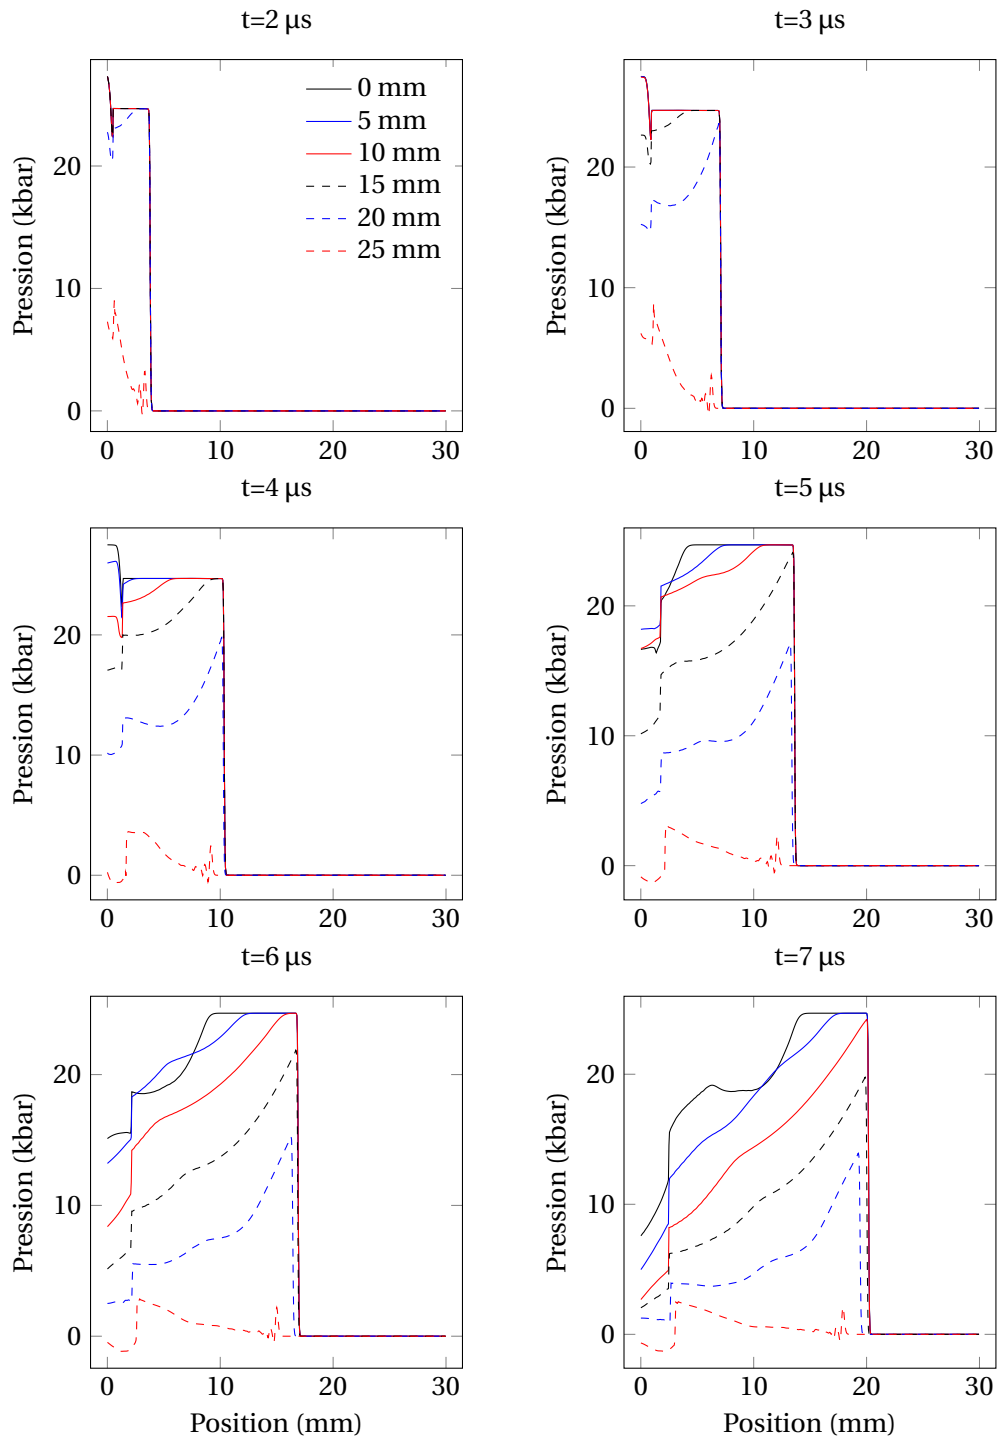 t=2 µs
t=3 µs
0 mm
5 mm
10 mm
15 mm
20 mm
25 mm
Pression (kbar)
20
10
0
0 10 20 30
Pression (kbar)
20
10
0
0 10 20 30
t=4 µs
t=5 µs
Pression (kbar)
20
10
0
0 10 20 30
Pression (kbar)
20
10
0
0 10 20 30
t=6 µs
t=7 µs
Pression (kbar)
20
10
0
0 10 20 30
Position (mm)
Pression (kbar)
20
10
0
0 10 20 30
Position (mm)